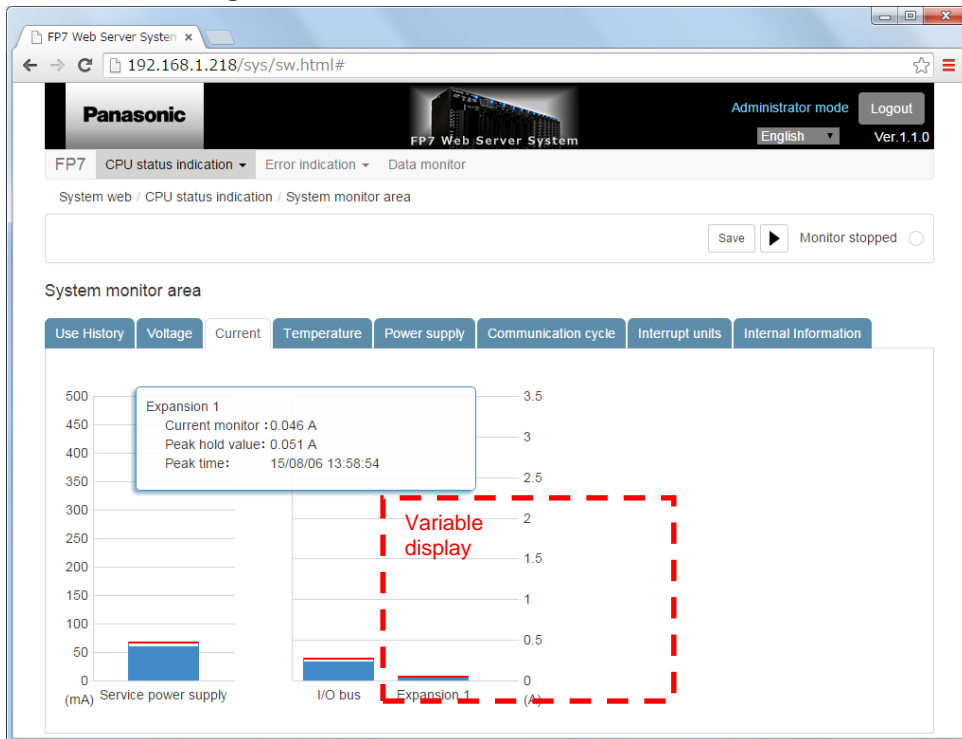 FP7 Web Server System
192.168.1.218/sys/sw.html#
Panasonic
FP7 Web Server System
Administrator mode
Logout
English
Ver.1.1.0
FP7 CPU status indication Error indication Data monitor
System web / CPU status indication / System monitor area
Save Monitor stopped
System monitor area
Use History Voltage Current Temperature Power supply Communication cycle Interrupt units Internal Information
Expansion 1
Current monitor :0.046 A
Peak hold value: 0.051 A
Peak time: 15/08/06 13:58:54
500
450
400
350
300
250
200
150
100
50
0
(mA)
Service power supply
3.5
3
2.5
2
1.5
1
0.5
0
(A)
I/O bus
Expansion 1
Variable
display